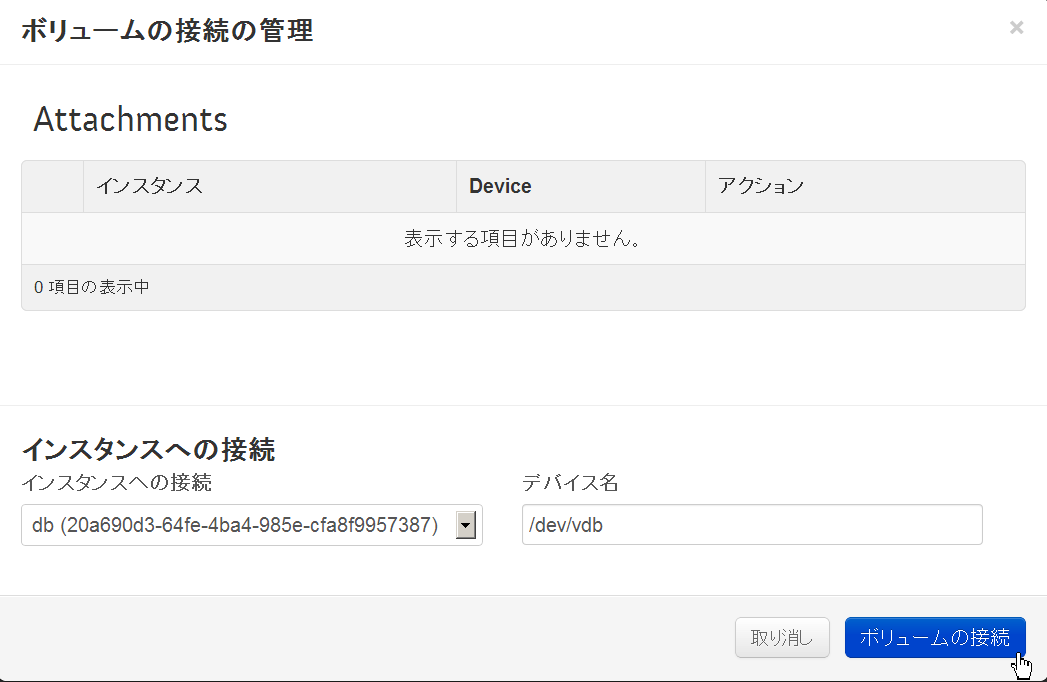 ボリュームの接続の管理
×
Attachments
インスタンス Device アクション
表示する項目がありません。
0 項目の表示中
インスタンスへの接続
インスタンスへの接続 デバイス名
db (20a690d3-64fe-4ba4-985e-cfa8f9957387) /dev/vdb
取り消し ボリュームの接続